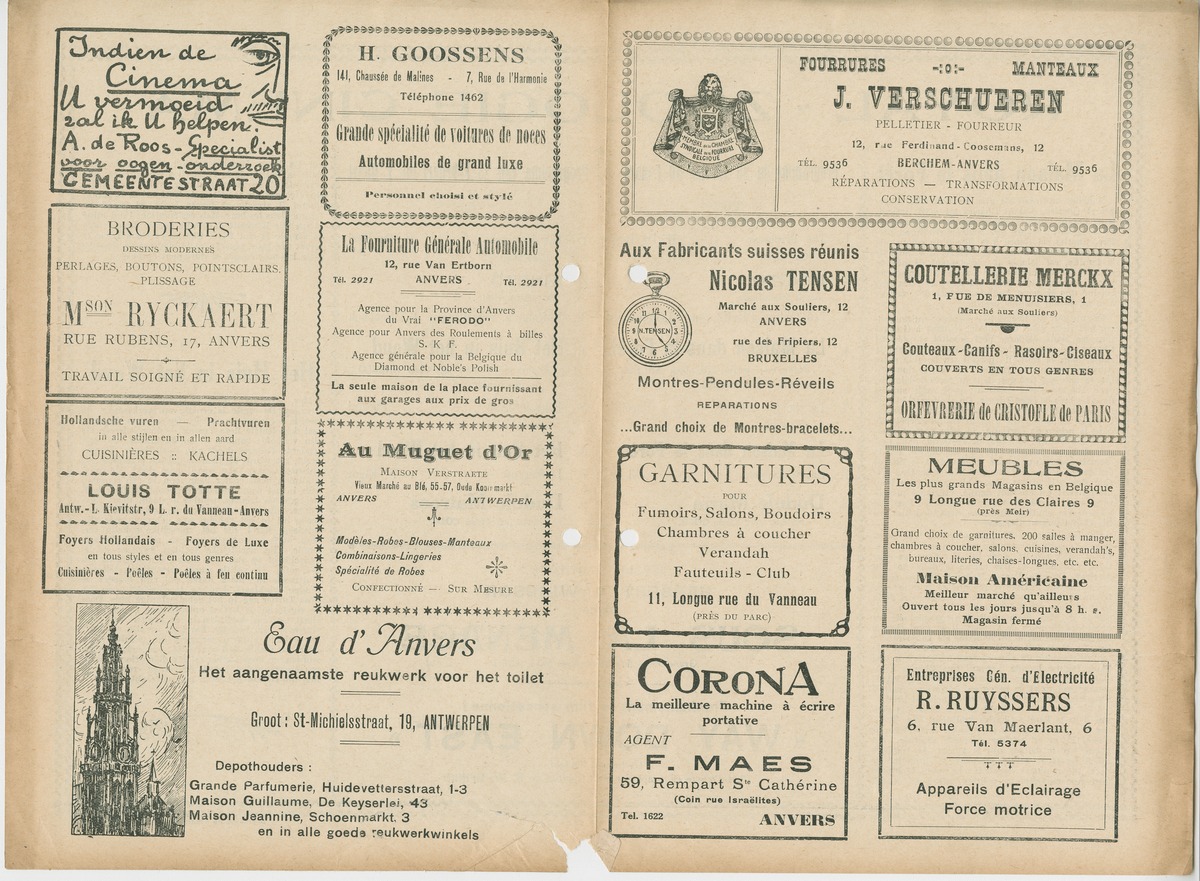 Indien de
Cinema
U vermoeid
zal ik U helpen.
A. de Roos - Specialist
voor oogen-onderzoek
GEMEENTESTRAAT 20
BRODERIES
DESSINS MODERNES
PERLAGES, BOUTONS, POINTSCLAIRS,
PLISSAGE
MSON RYCKAERT
RUE RUBENS, 17, ANVERS
TRAVAIL SOIGNÉ ET RAPIDE
Hollandsche vuren — Prachtvuren
in alle stijlen en in allen aard
CUISINIÈRES :: KACHELS
LOUIS TOTTE
Antw.-L. Kievitstr, 9 L. r. du Vanneau-Anvers
Foyers Hollandais - Foyers de Luxe
en tous styles et en tous genres
Cuisinières - Poêles - Poêles à feu continu
H. GOOSSENS
141, Chaussée de Malines - 7, Rue de l'Harmonie
Téléphone 1462
Grande spécialité de voitures de noces
Automobiles de grand luxe
Personnel choisi et stylé
La Fourniture Générale Automobile
12, rue Van Ertborn
Tél. 2921 ANVERS Tél. 2921
Agence pour la Province d'Anvers
du Vrai "FERODO"
Agence pour Anvers des Roulements à billes
S. K. F.
Agence générale pour la Belgique du
Diamond et Noble's Polish
La seule maison de la place fournissant
aux garages aux prix de gros
Au Muguet d'Or
MAISON VERSTRAETE
Vieux Marché au Blé, 55-57, Oude Koornmarkt
ANVERS ANTWERPEN
Modèles-Robes-Blouses-Manteaux
Combinaisons-Lingeries
Spécialité de Robes
CONFECTIONNÉ — SUR MESURE
Eau d'Anvers
Het aangenaamste reukwerk voor het toilet
Groot: St-Michielsstraat, 19, ANTWERPEN
Depothouders :
Grande Parfumerie, Huidevettersstraat, 1-3
Maison Guillaume, De Keyserlei, 43
Maison Jeannine, Schoenmarkt. 3
en in alle goede reukwerkwinkels
MEMBRE DE LA CHAMBRE
SYNDICALE DE LA FOURRURE
BELGIQUE
FOURRURES -:o:- MANTEAUX
J. VERSCHUEREN
PELLETIER - FOURREUR
12, rue Ferdinand-Coosemans, 12
TÉL. 9536 BERCHEM-ANVERS TÉL. 9536
RÉPARATIONS — TRANSFORMATIONS
CONSERVATION
Aux Fabricants suisses réunis
Nicolas TENSEN
N. TENSEN
Marché aux Souliers, 12
ANVERS
rue des Fripiers, 12
BRUXELLES
Montres-Pendules-Réveils
REPARATIONS
...Grand choix de Montres-bracelets...
COUTELLERIE MERCKX
1, FUE DE MENUISIERS, 1
(Marché aux Souliers)
Couteaux-Canifs - Rasoirs-Ciseaux
COUVERTS EN TOUS GENRES
ORFÈVRERIE de CRISTOFLE de PARIS
GARNITURES
POUR
Fumoirs, Salons, Boudoirs
Chambres à coucher
Verandah
Fauteuils - Club
11, Longue rue du Vanneau
(PRÈS DU PARC)
MEUBLES
Les plus grands Magasins en Belgique
9 Longue rue des Claires 9
(près Meir)
Grand choix de garnitures. 200 salles à manger,
chambres à coucher, salons, cuisines, verandah's,
bureaux, literies, chaises-longues, etc. etc.
Maison Américaine
Meilleur marché qu'ailleurs
Ouvert tous les jours jusqu'à 8 h. s.
Magasin fermé
CORONA
La meilleure machine à écrire
portative
AGENT
F. MAES
59, Rempart Ste Cathérine
(Coin rue Israëlites)
Tel. 1622 ANVERS
Entreprises Gén. d'Electricité
R. RUYSSERS
6, rue Van Maerlant, 6
Tél. 5374
Appareils d'Eclairage
Force motrice